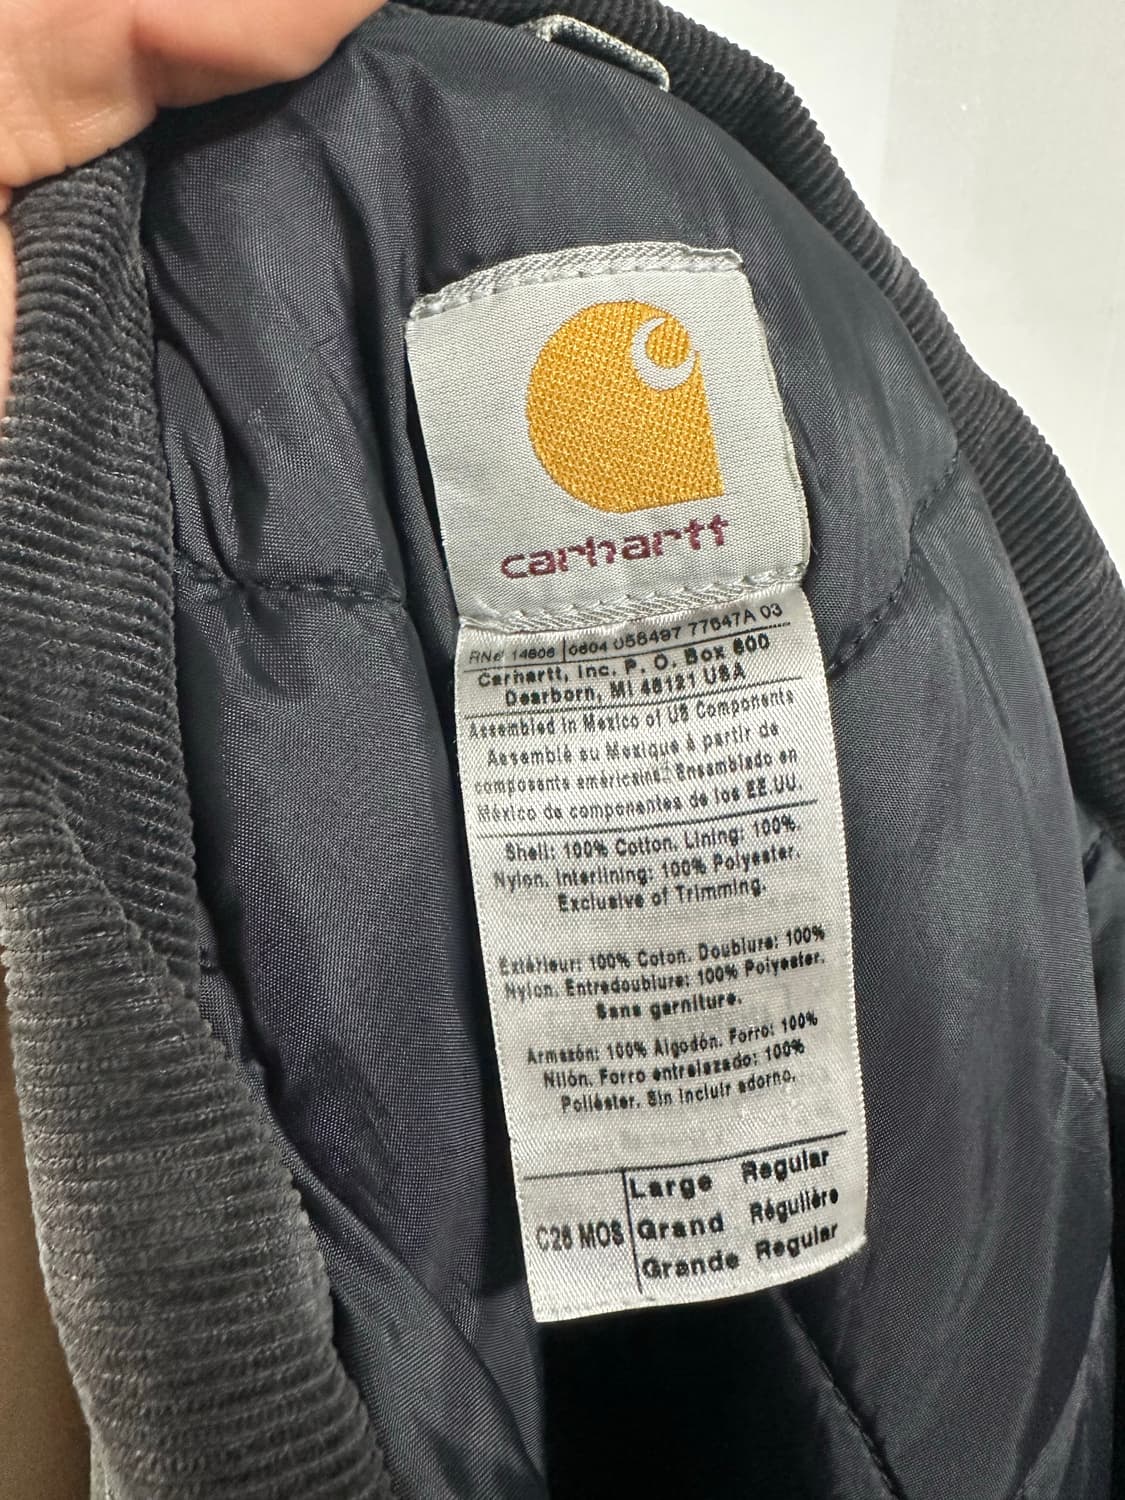 carhartt
RN# 14806 0604 058497 77647A 03
Carhartt, Inc. P. O. Box 600
Dearborn, MI 48121 USA
Assembled in Mexico of US Components
Assemblé au Mexique à partir de
composants américains. Ensamblado en
México de componentes de los EE.UU.
Shell: 100% Cotton. Lining: 100%.
Nylon. Interlining: 100% Polyester.
Exclusive of Trimming.
Extérieur: 100% Coton. Doublure: 100%
Nylon. Entredoublure: 100% Polyester.
Sans garniture.
Armazón: 100% Algodón. Forro: 100%
Nilón. Forro entrelazado: 100%
Poliéster. Sin incluir adorno.
C26 MOS
Large Regular
Grand Régulière
Grande Regular